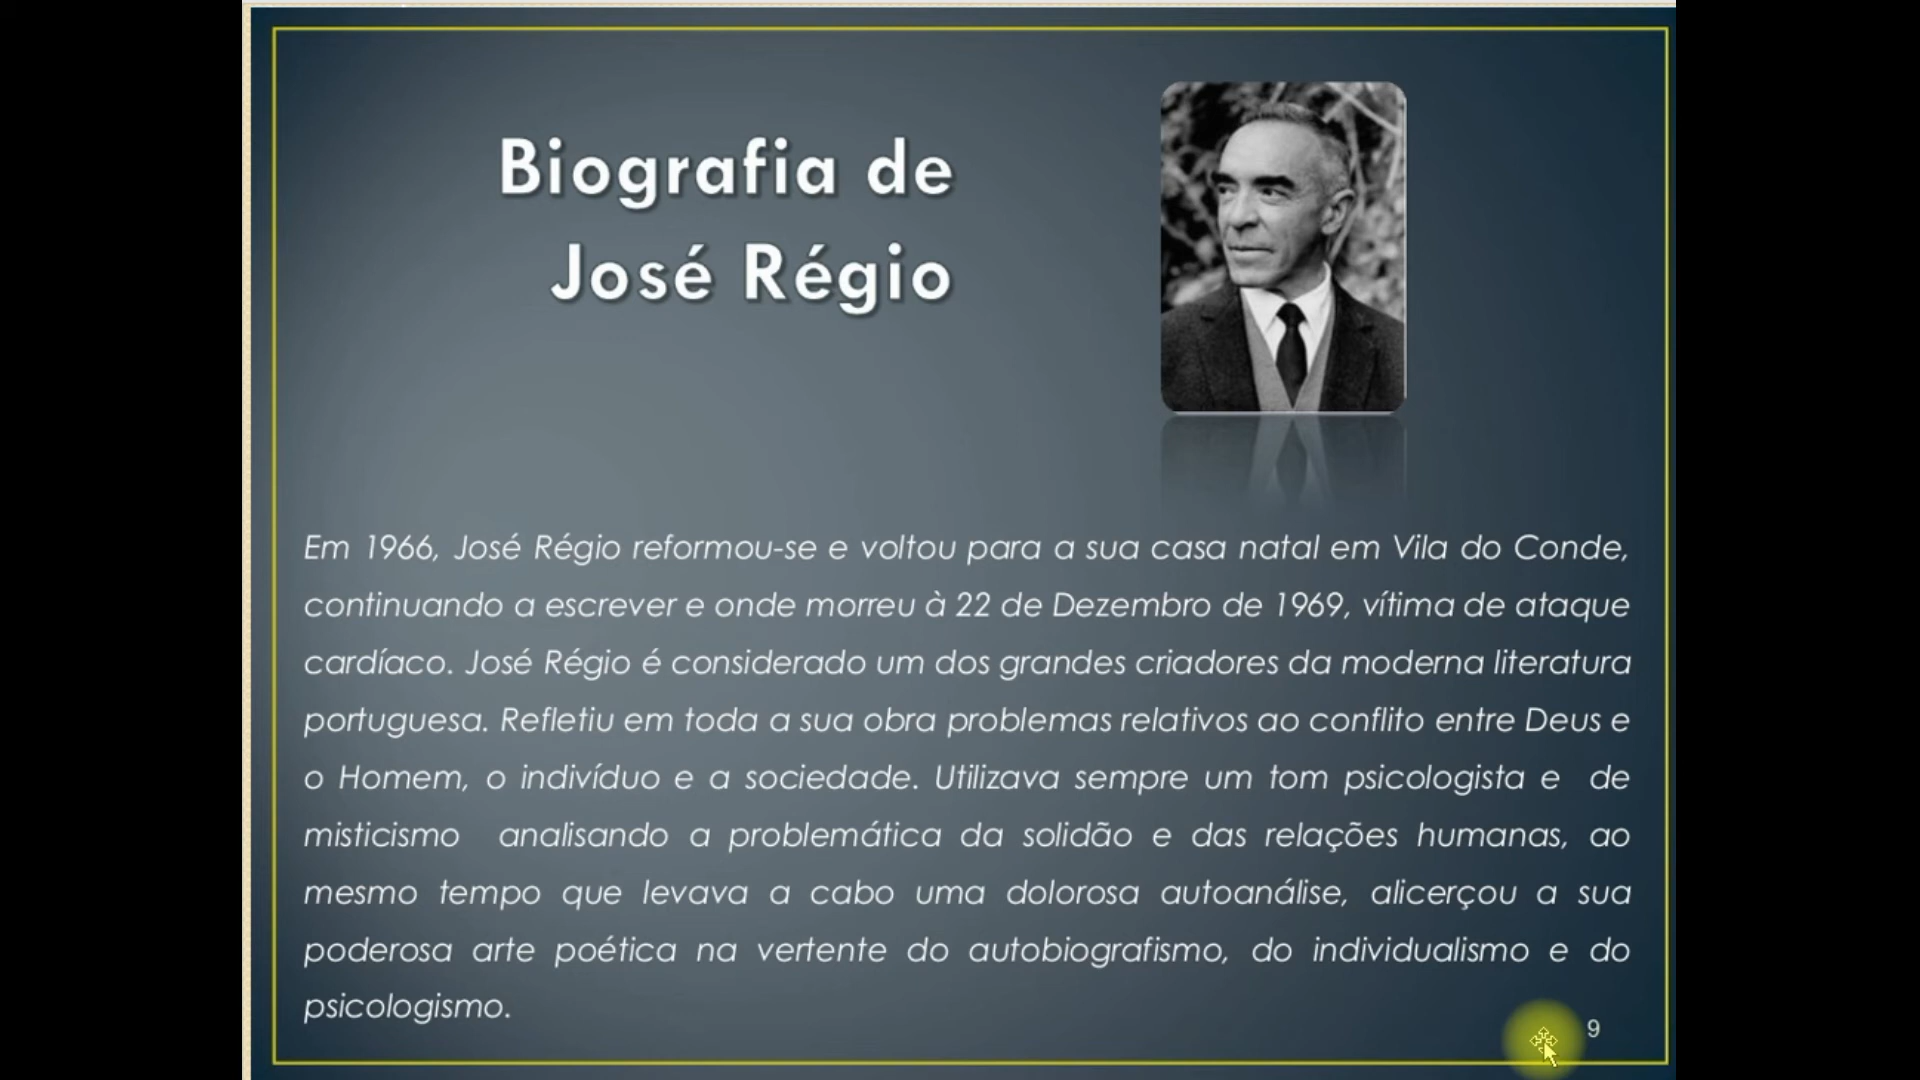 Biografia de
José Régio
Em 1966, José Régio reformou-se e voltou para a sua casa natal em Vila do Conde,
continuando a escrever e onde morreu à 22 de Dezembro de 1969, vítima de ataque
cardíaco. José Régio é considerado um dos grandes criadores da moderna literatura
portuguesa. Refletiu em toda a sua obra problemas relativos ao conflito entre Deus e
o Homem, o indivíduo e a sociedade. Utilizava sempre um tom psicologista e de
misticismo analisando a problemática da solidão e das relações humanas, ao
mesmo tempo que levava a cabo uma dolorosa autoanálise, alicerçou a sua
poderosa arte poética na vertente do autobiografismo, do individualismo e do
psicologismo.
9